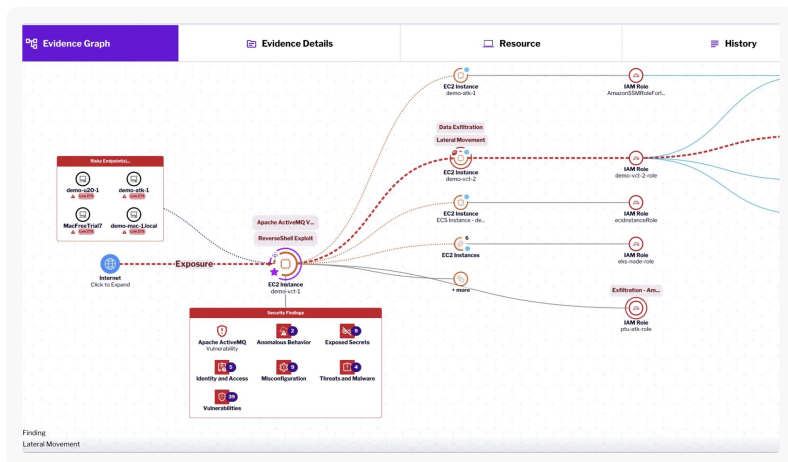 Evidence Graph
Evidence Details
Resource
History
EC2 Instance
demo-atk-1
IAM Role
AmazonSSMRoleForI...
Data Exfiltration
Lateral Movement
EC2 Instance
demo-vct-2
IAM Role
demo-vct-2-role
Risky Endpoint(s)...
demo-u20-1
demo-atk-1
MacFreeTrial7
demo-mac-1.local
EC2 Instance
ECS Instance - de...
IAM Role
ecsInstanceRole
Apache ActiveMQ V...
ReverseShell Exploit
6
EC2 Instances
IAM Role
eks-node-role
Exposure
Internet
Click to Expand
EC2 Instance
demo-vct-1
+ more
Exfiltration - Am...
IAM Role
ptu-atk-role
Security Findings
Apache ActiveMQ
Vulnerability
2
Anomalous Behavior
9
Exposed Secrets
5
Identity and Access
9
Misconfiguration
4
Threats and Malware
39
Vulnerabilities
Finding
Lateral Movement